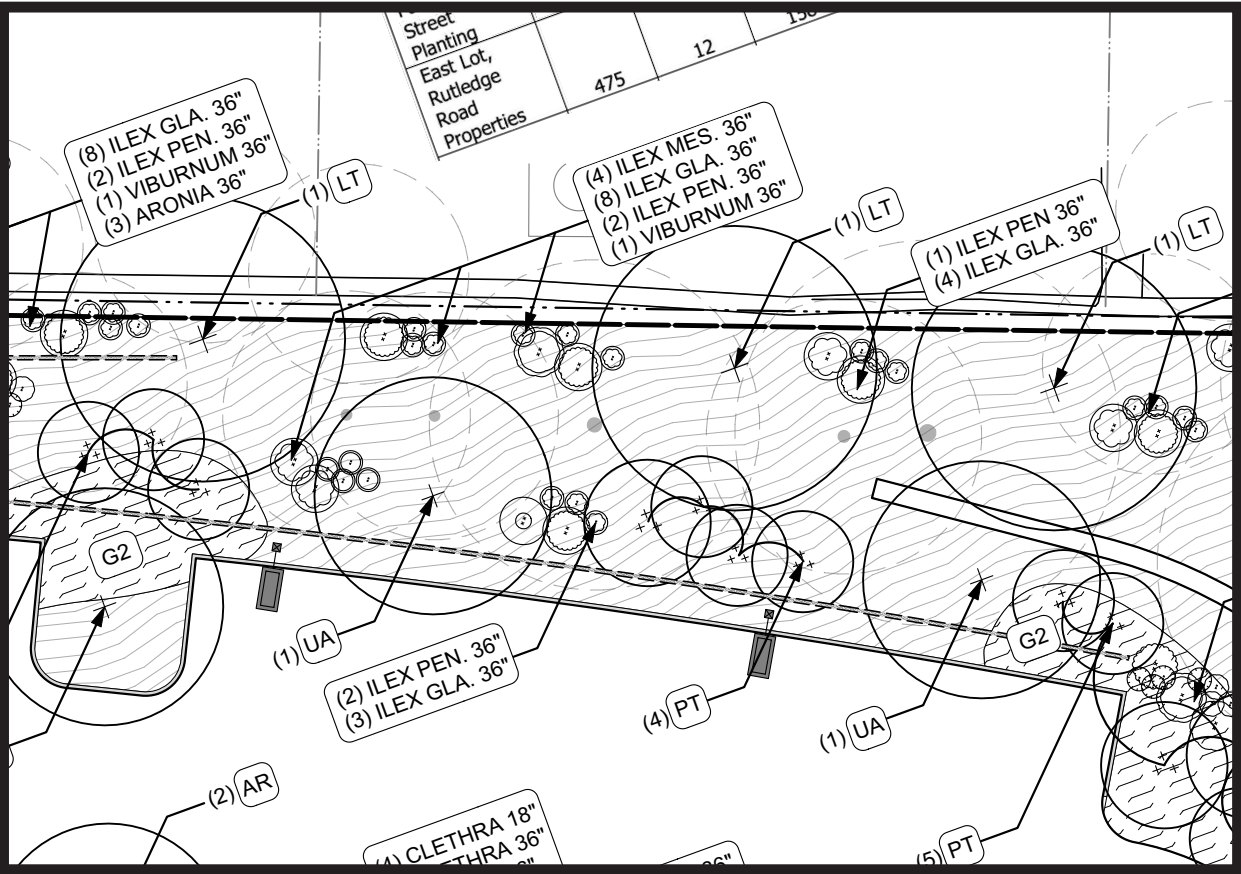 Street
Planting
East Lot,
Rutledge
Road
Properties
475
12
(8) ILEX GLA. 36"
(2) ILEX PEN. 36"
(1) VIBURNUM 36"
(3) ARONIA 36"
(1) LT
(4) ILEX MES. 36"
(8) ILEX GLA. 36"
(2) ILEX PEN. 36"
(1) VIBURNUM 36"
(1) LT
(1) ILEX PEN 36"
(4) ILEX GLA. 36"
(1) LT
G2
(1) UA
(2) ILEX PEN. 36"
(3) ILEX GLA. 36"
(4) PT
(1) UA
G2
(2) AR
(4) CLETHRA 18"
ETHRA 36"
(5) PT